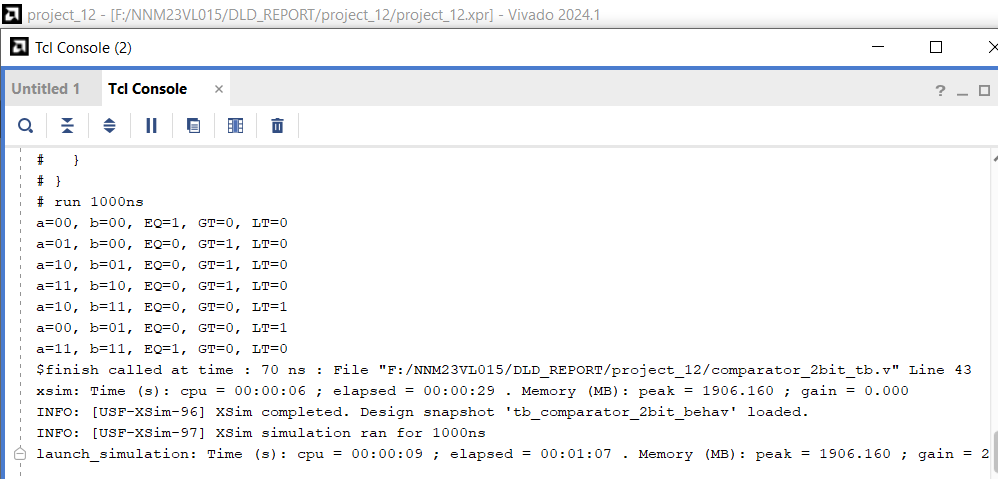 project_12 - [F:/NNM23VL015/DLD_REPORT/project_12/project_12.xpr] - Vivado 2024.1
Tcl Console (2)
Untitled 1 Tcl Console × ?
#    }
# }
# run 1000ns
a=00, b=00, EQ=1, GT=0, LT=0
a=01, b=00, EQ=0, GT=1, LT=0
a=10, b=01, EQ=0, GT=1, LT=0
a=11, b=10, EQ=0, GT=1, LT=0
a=10, b=11, EQ=0, GT=0, LT=1
a=00, b=01, EQ=0, GT=0, LT=1
a=11, b=11, EQ=1, GT=0, LT=0
$finish called at time : 70 ns : File "F:/NNM23VL015/DLD_REPORT/project_12/comparator_2bit_tb.v" Line 43
xsim: Time (s): cpu = 00:00:06 ; elapsed = 00:00:29 . Memory (MB): peak = 1906.160 ; gain = 0.000
INFO: [USF-XSim-96] XSim completed. Design snapshot 'tb_comparator_2bit_behav' loaded.
INFO: [USF-XSim-97] XSim simulation ran for 1000ns
launch_simulation: Time (s): cpu = 00:00:09 ; elapsed = 00:01:07 . Memory (MB): peak = 1906.160 ; gain = 2